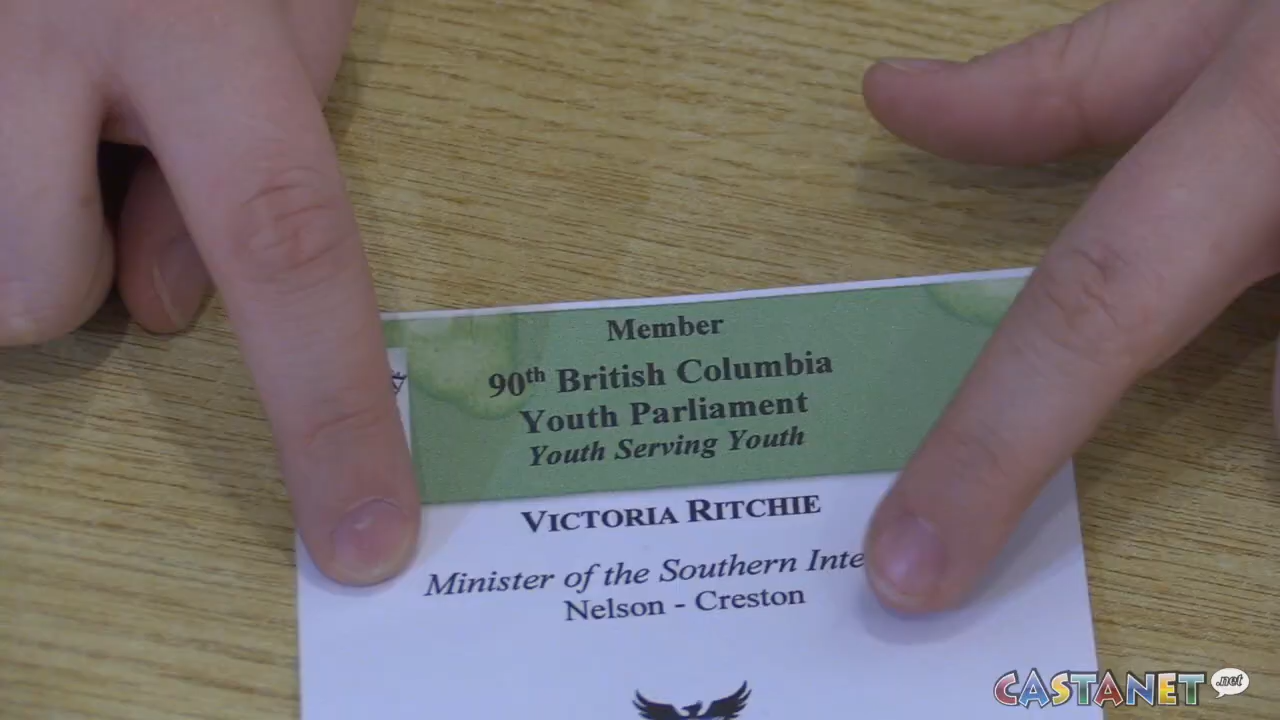 Member
90th British Columbia
Youth Parliament
Youth Serving Youth
VICTORIA RITCHIE
Minister of the Southern Inte
Nelson - Creston
CASTANET.net